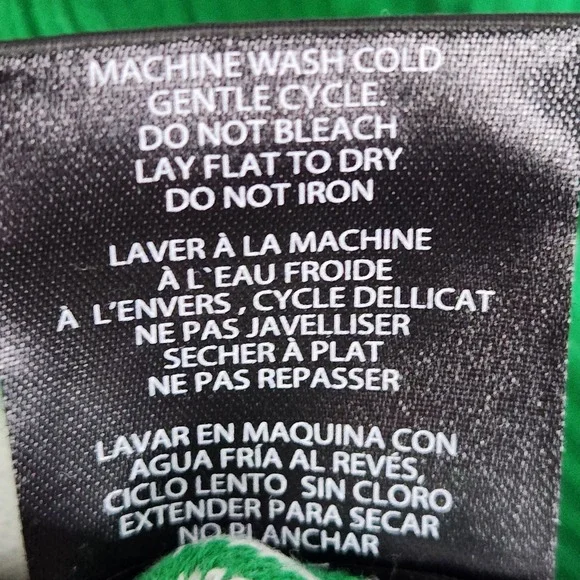 MACHINE WASH COLD
GENTLE CYCLE.
DO NOT BLEACH
LAY FLAT TO DRY
DO NOT IRON
LAVER À LA MACHINE
À L`EAU FROIDE
À L'ENVERS , CYCLE DELLICAT
NE PAS JAVELLISER
SECHER À PLAT
NE PAS REPASSER
LAVAR EN MAQUINA CON
AGUA FRÍA AL REVÉS,
CICLO LENTO SIN CLORO
EXTENDER PARA SECAR
NO PLANCHAR